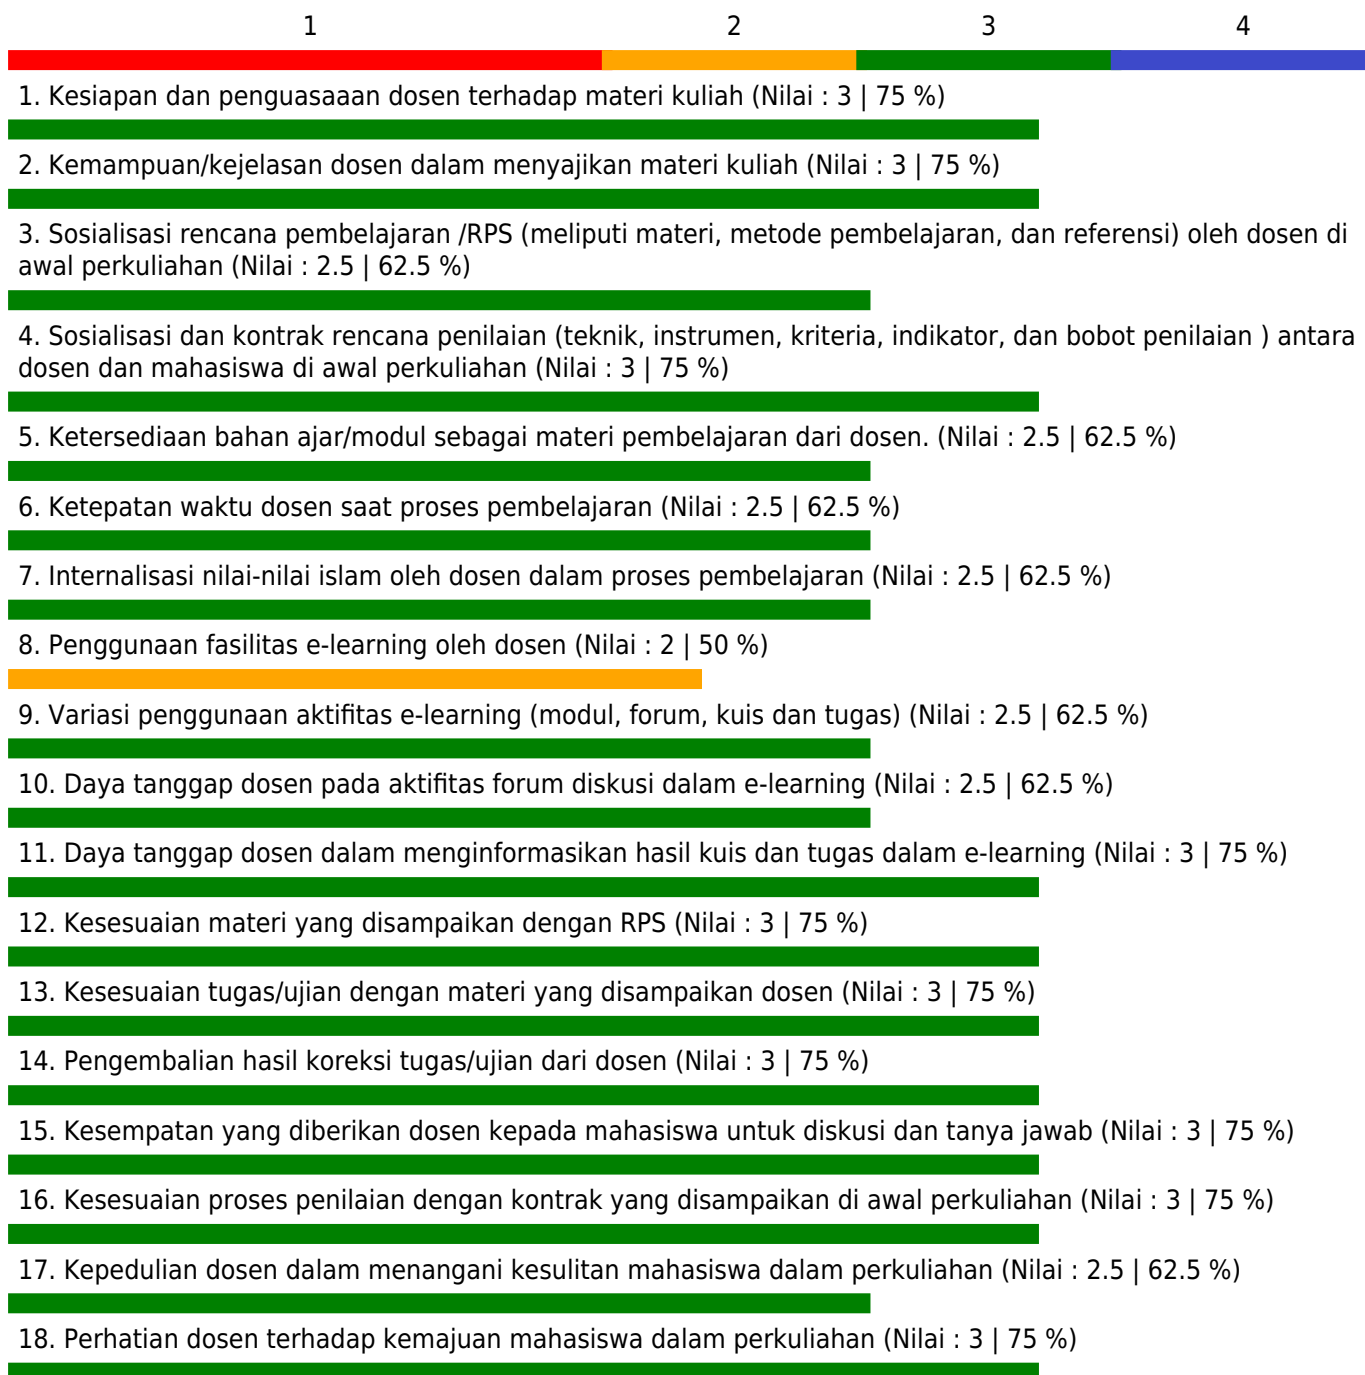 1 2 3 4
1. Kesiapan dan penguasaaan dosen terhadap materi kuliah (Nilai : 3 | 75 %)
2. Kemampuan/kejelasan dosen dalam menyajikan materi kuliah (Nilai : 3 | 75 %)
3. Sosialisasi rencana pembelajaran /RPS (meliputi materi, metode pembelajaran, dan referensi) oleh dosen di
awal perkuliahan (Nilai : 2.5 | 62.5 %)
4. Sosialisasi dan kontrak rencana penilaian (teknik, instrumen, kriteria, indikator, dan bobot penilaian ) antara
dosen dan mahasiswa di awal perkuliahan (Nilai : 3 | 75 %)
5. Ketersediaan bahan ajar/modul sebagai materi pembelajaran dari dosen. (Nilai : 2.5 | 62.5 %)
6. Ketepatan waktu dosen saat proses pembelajaran (Nilai : 2.5 | 62.5 %)
7. Internalisasi nilai-nilai islam oleh dosen dalam proses pembelajaran (Nilai : 2.5 | 62.5 %)
8. Penggunaan fasilitas e-learning oleh dosen (Nilai : 2 | 50 %)
9. Variasi penggunaan aktifitas e-learning (modul, forum, kuis dan tugas) (Nilai : 2.5 | 62.5 %)
10. Daya tanggap dosen pada aktifitas forum diskusi dalam e-learning (Nilai : 2.5 | 62.5 %)
11. Daya tanggap dosen dalam menginformasikan hasil kuis dan tugas dalam e-learning (Nilai : 3 | 75 %)
12. Kesesuaian materi yang disampaikan dengan RPS (Nilai : 3 | 75 %)
13. Kesesuaian tugas/ujian dengan materi yang disampaikan dosen (Nilai : 3 | 75 %)
14. Pengembalian hasil koreksi tugas/ujian dari dosen (Nilai : 3 | 75 %)
15. Kesempatan yang diberikan dosen kepada mahasiswa untuk diskusi dan tanya jawab (Nilai : 3 | 75 %)
16. Kesesuaian proses penilaian dengan kontrak yang disampaikan di awal perkuliahan (Nilai : 3 | 75 %)
17. Kepedulian dosen dalam menangani kesulitan mahasiswa dalam perkuliahan (Nilai : 2.5 | 62.5 %)
18. Perhatian dosen terhadap kemajuan mahasiswa dalam perkuliahan (Nilai : 3 | 75 %)